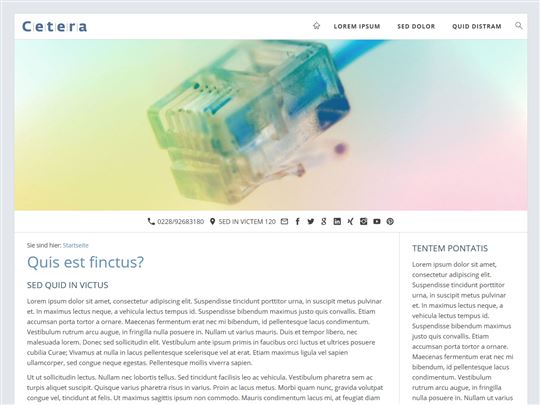 Cetera
LOREM IPSUM SED DOLOR QUID DISTRAM
0228/92683180 SED IN VICTEM 120
Sie sind hier: Startseite
Quis est finctus?
SED QUID IN VICTUS
Lorem ipsum dolor sit amet, consectetur adipiscing elit. Suspendisse tincidunt porttitor urna, in suscipit metus pulvinar
et. In maximus lectus neque, a vehicula lectus tempus in. Suspendisse bibendum maximus justo quis convallis. Etiam
accumsan porta tortor a ornare. Maecenas fermentum erat nec mi bibendum, id pellentesque lacus condimentum.
Vestibulum rutrum arcu augue, in fringilla nulla posuere in. Nullam ut varius mauris. Duis et tempor libero, nec
malesuada lorem. Donec sed sollicitudin elit. Vestibulum ante ipsum primis in faucibus orci luctus et ultrices posuere
cubilia Curae; Vivamus at nulla in lacus pellentesque scelerisque vel at erat. Etiam maximus ligula vel sapien
ullamcorper, sed congue neque egestas. Pellentesque mollis viverra sapien.
Ut ut sollicitudin lectus. Nullam nec lobortis tellus. Sed tincidunt facilisis leo ac vehicula. Vestibulum pharetra sem ac
turpis aliquet suscipit. Quisque varius pharetra risus in varius. Proin ac lacus metus. Morbi quam nunc, gravida volutpat
congue vel, tincidunt at felis. Ut mattis sagittis ipsum non commodo. Mauris condimentum mauris mi, at feugiat diam
TENTEM PONTATIS
Lorem ipsum dolor sit amet,
consectetur adipiscing elit.
Suspendisse tincidunt porttitor
urna, in suscipit metus pulvinar
et. In maximus lectus neque, a
vehicula lectus tempus in.
Suspendisse bibendum maximus
justo quis convallis. Etiam
accumsan porta tortor a ornare.
Maecenas fermentum erat nec mi
bibendum, id pellentesque lacus
condimentum. Vestibulum rutrum
arcu augue, in fringilla nulla
posuere in. Nullam ut varius